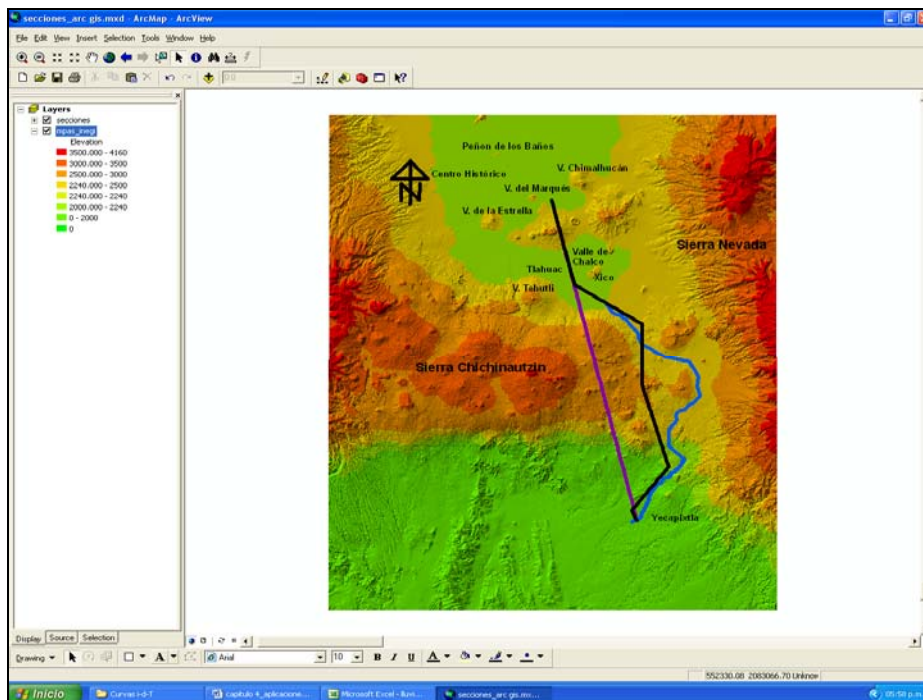 secciones_arc gis.mxd - ArcMap - ArcView
File Edit View Insert Selection Tools Window Help
Layers
secciones
mpas_inegi
Elevation
3500.000 - 4160
3000.000 - 3500
2500.000 - 3000
2240.000 - 2500
2240.000 - 2240
2000.000 - 2240
0 - 2000
0
Peñon de los Baños
Centro Histórico
V. Chimalhucán
V. del Marqués
V. de la Estrella
Sierra Nevada
Valle de
Chalco
Tlahuac
Xico
V. Tehutli
Sierra Chichinautzin
Yecapixtla
N
Display Source Selection
Drawing
A
Arial
10
B I U A
552330.08 2083066.70 Unknow
Inicio
Curvas i-d-T
capitulo 4_aplicacione...
Microsoft Excel - lluvi...
secciones_arc gis.mx...
05:58 p.m.